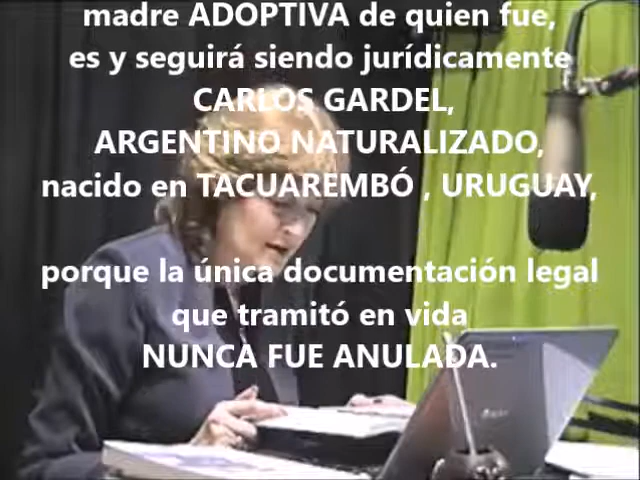 madre ADOPTIVA de quien fue,
es y seguirá siendo jurídicamente
CARLOS GARDEL,
ARGENTINO NATURALIZADO,
nacido en TACUAREMBÓ , URUGUAY,
porque la única documentación legal
que tramitó en vida
NUNCA FUE ANULADA.